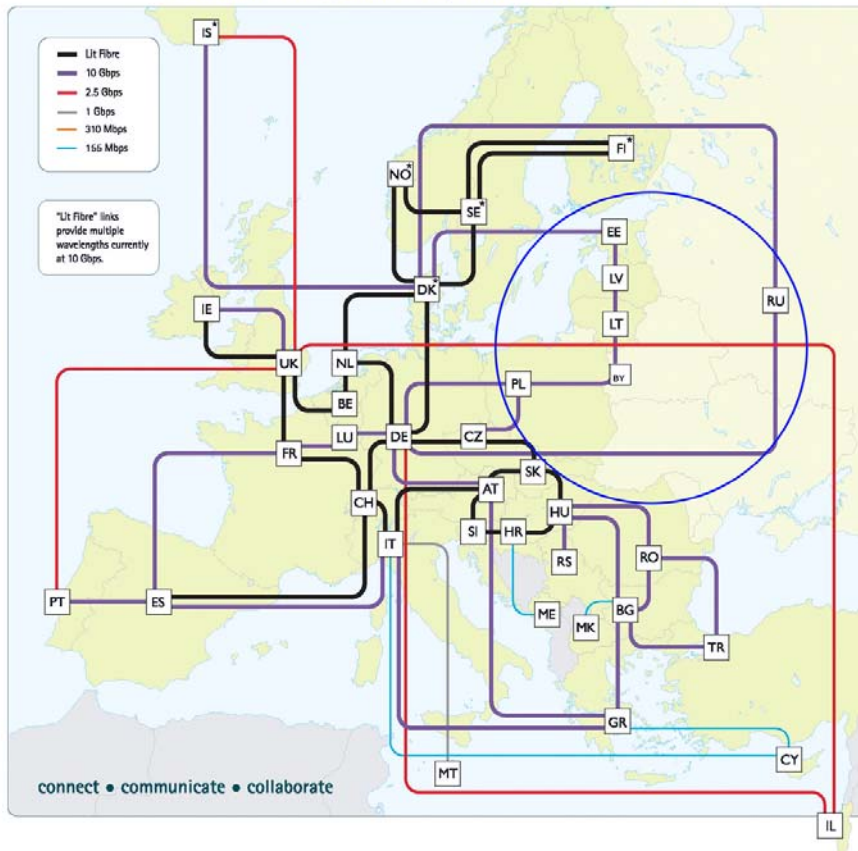 IS*
Lit Fibre
10 Gbps
2.5 Gbps
1 Gbps
310 Mbps
155 Mbps
"Lit Fibre" links
provide multiple
wavelengths currently
at 10 Gbps.
NO*
FI*
SE*
EE
DK*
LV
RU
IE
LT
UK
NL
PL
BY
BE
LU
DE
CZ
FR
SK
CH
AT
HU
SI
HR
IT
RS
RO
PT
ES
ME
MK
BG
TR
GR
CY
MT
connect • communicate • collaborate
IL